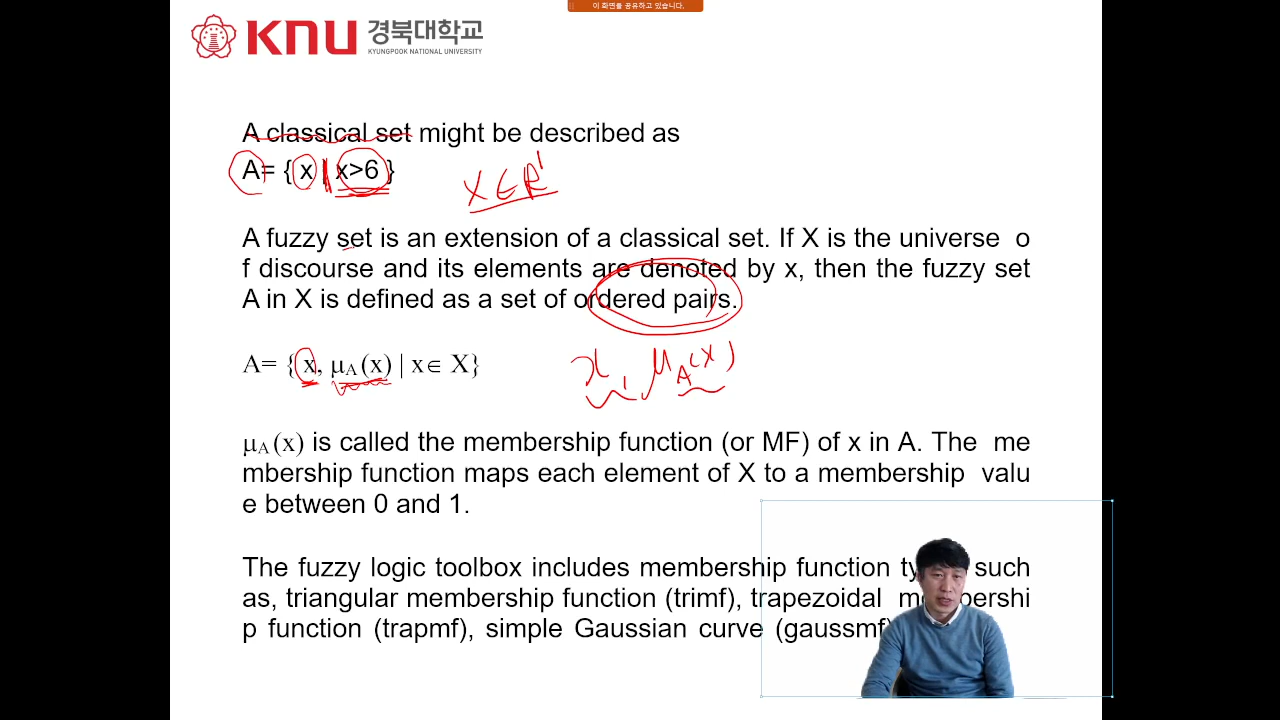 이 화면을 공유하고 있습니다.
KNU 경북대학교
KYUNGPOOK NATIONAL UNIVERSITY
A classical set might be described as
A= { x | x>6 }
x ∈ R¹
A fuzzy set is an extension of a classical set. If X is the universe o
f discourse and its elements are denoted by x, then the fuzzy set
A in X is defined as a set of ordered pairs.
A= { x, μA(x) | x∈ X}
x, μA(x)
μA (x) is called the membership function (or MF) of x in A. The me
mbership function maps each element of X to a membership valu
e between 0 and 1.
The fuzzy logic toolbox includes membership function such
as, triangular membership function (trimf), trapezoidal
p function (trapmf), simple Gaussian curve (gaussmf)